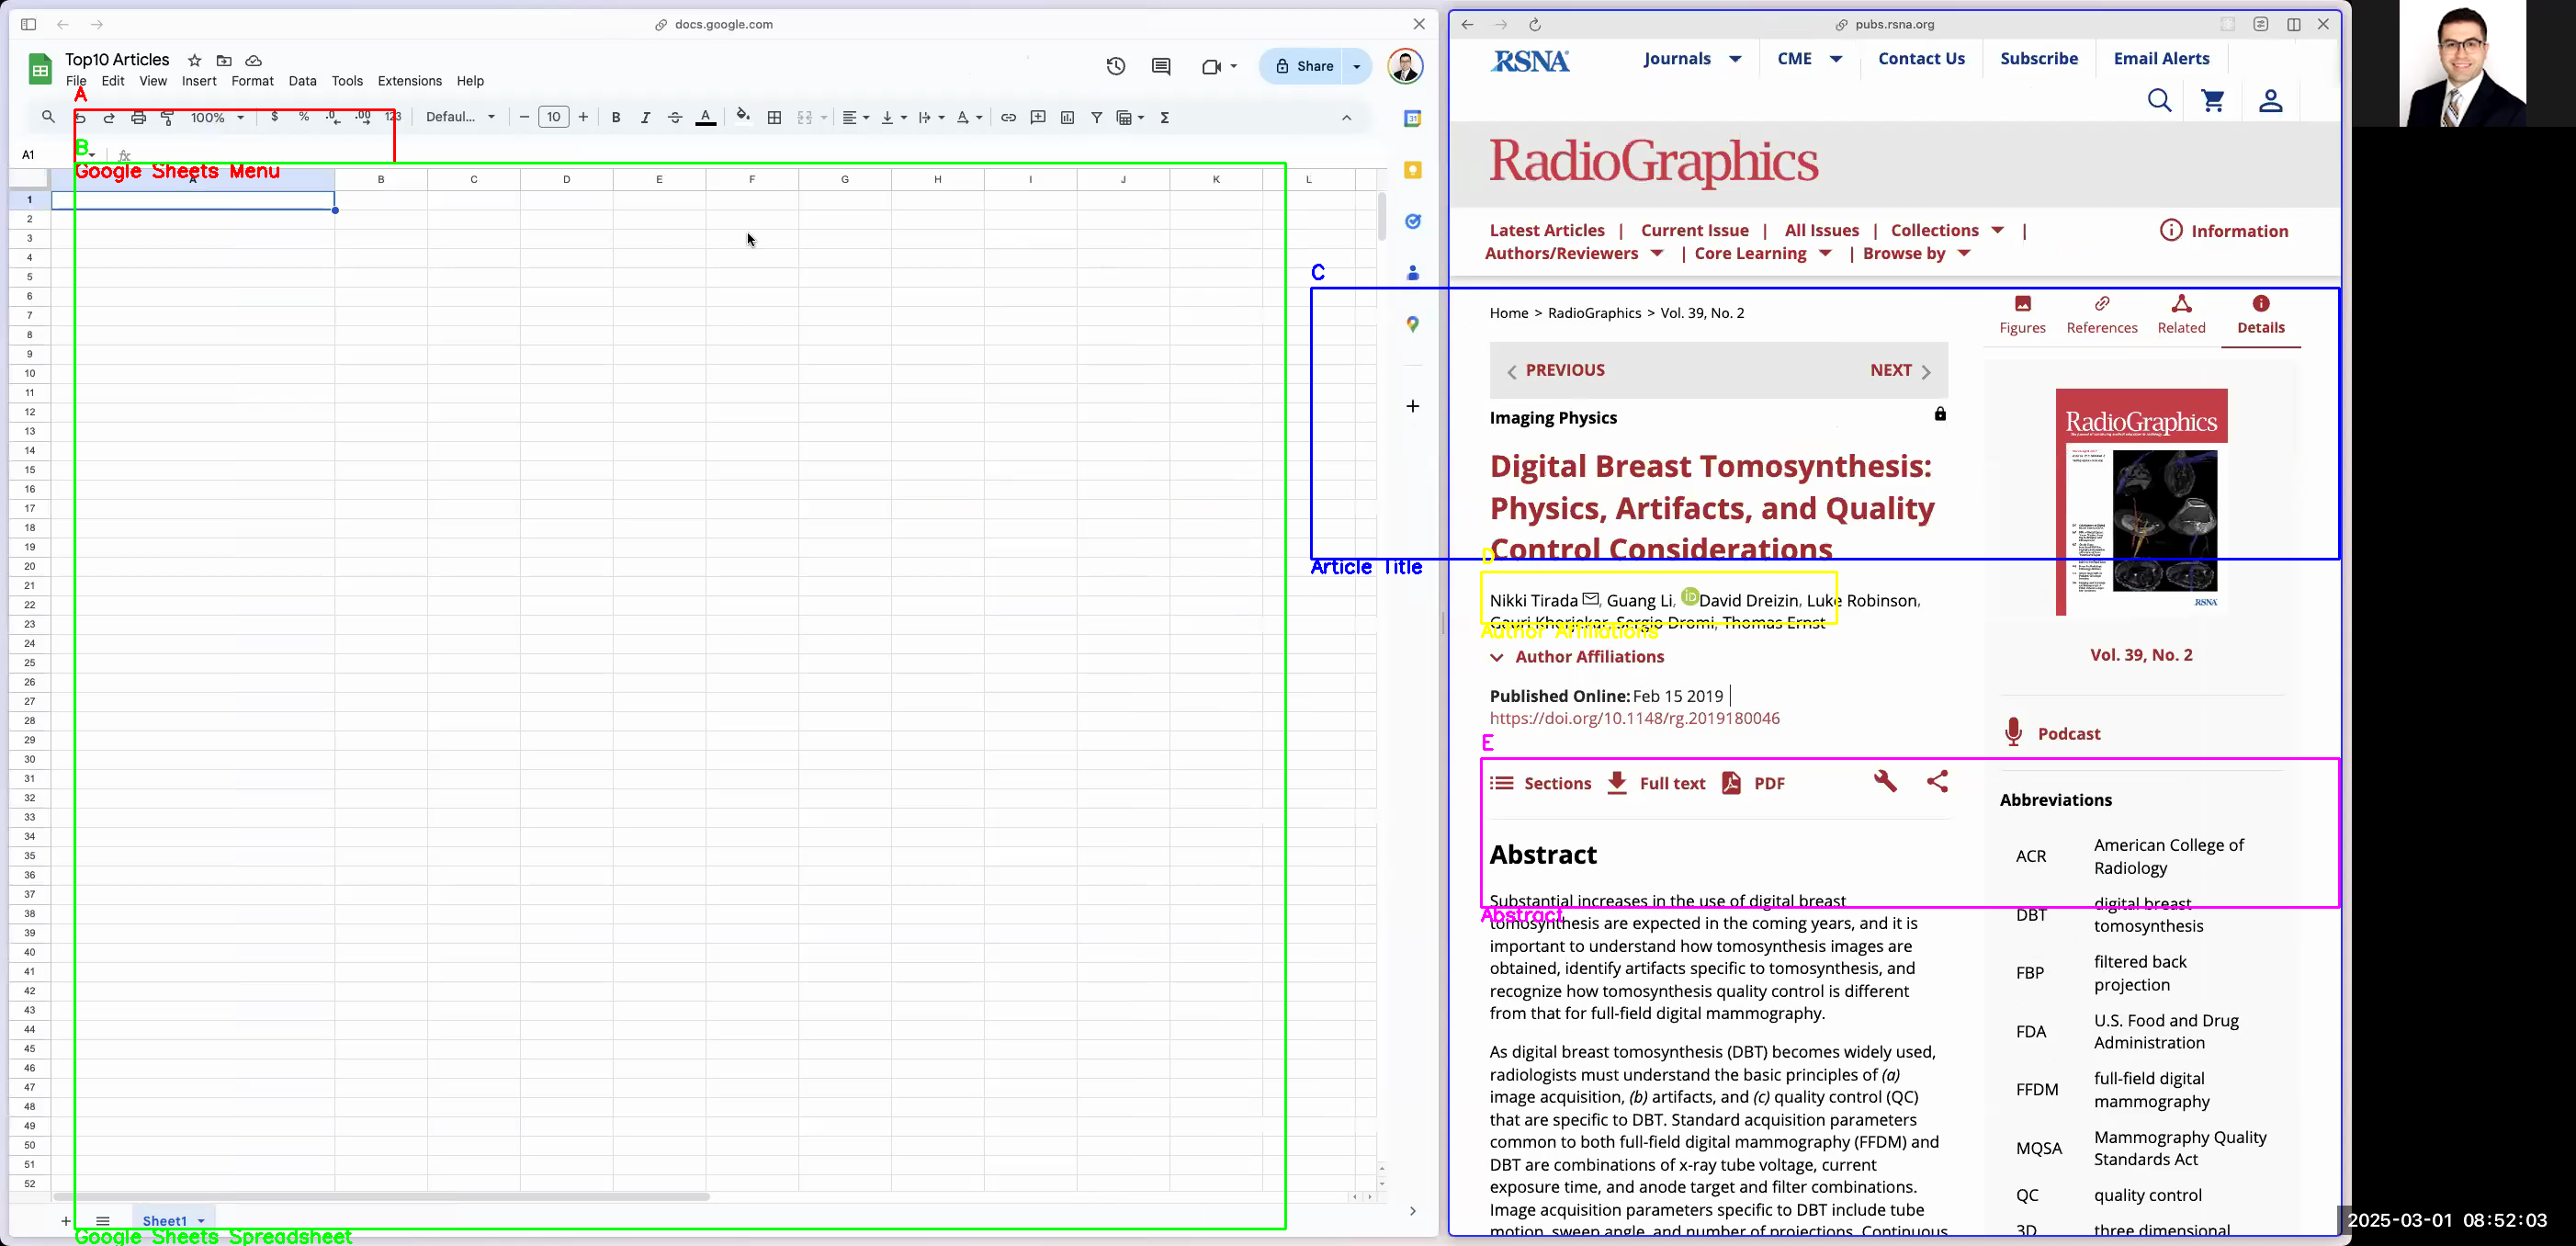 docs.google.com
Top10 Articles
File Edit View Insert Format Data Tools Extensions Help
Share
A
100% $ % .0 .00 123 Defaul... 10 B I A
B
A1
Google Sheets Menu
A B C D E F G H I J K L
1
2
3
4
5
6
7
8
9
10
11
12
13
14
15
16
17
18
19
20
21
22
23
24
25
26
27
28
29
30
31
32
33
34
35
36
37
38
39
40
41
42
43
44
45
46
47
48
49
50
51
52
Sheet1
Google Sheets Spreadsheet
pubs.rsna.org
RSNA Journals CME Contact Us Subscribe Email Alerts
RadioGraphics
Latest Articles | Current Issue | All Issues | Collections |
Authors/Reviewers | Core Learning | Browse by
Information
C
Home > RadioGraphics > Vol. 39, No. 2
PREVIOUS NEXT
Imaging Physics
Digital Breast Tomosynthesis:
Physics, Artifacts, and Quality
Control Considerations
Article Title
D
Nikki Tirada, Guang Li, iD David Dreizin, Luke Robinson,
Gauri Khorjekar, Sergio Dromi, Thomas Ernst
Author Affiliations
Author Affiliations
Published Online: Feb 15 2019 |
https://doi.org/10.1148/rg.2019180046
E
Sections Full text PDF
Abstract
Substantial increases in the use of digital breast
Abstract
tomosynthesis are expected in the coming years, and it is
important to understand how tomosynthesis images are
obtained, identify artifacts specific to tomosynthesis, and
recognize how tomosynthesis quality control is different
from that for full-field digital mammography.
As digital breast tomosynthesis (DBT) becomes widely used,
radiologists must understand the basic principles of (a)
image acquisition, (b) artifacts, and (c) quality control (QC)
that are specific to DBT. Standard acquisition parameters
common to both full-field digital mammography (FFDM) and
DBT are combinations of x-ray tube voltage, current
exposure time, and anode target and filter combinations.
Image acquisition parameters specific to DBT include tube
motion, sweep angle, and number of projections. Continuous
Figures References Related Details
RadioGraphics
RSNA
Vol. 39, No. 2
Podcast
Abbreviations
ACR American College of
Radiology
DBT digital breast
tomosynthesis
FBP filtered back
projection
FDA U.S. Food and Drug
Administration
FFDM full-field digital
mammography
MQSA Mammography Quality
Standards Act
QC quality control
3D three dimensional
2025-03-01 08:52:03